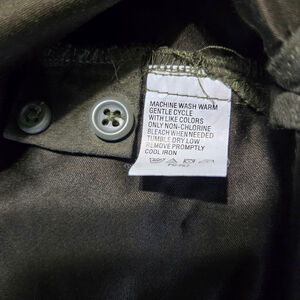 MACHINE WASH WARM
GENTLE CYCLE
WITH LIKE COLORS
ONLY NON-CHLORINE
BLEACH WHEN NEEDED
TUMBLE DRY LOW
REMOVE PROMPTLY
COOL IRON